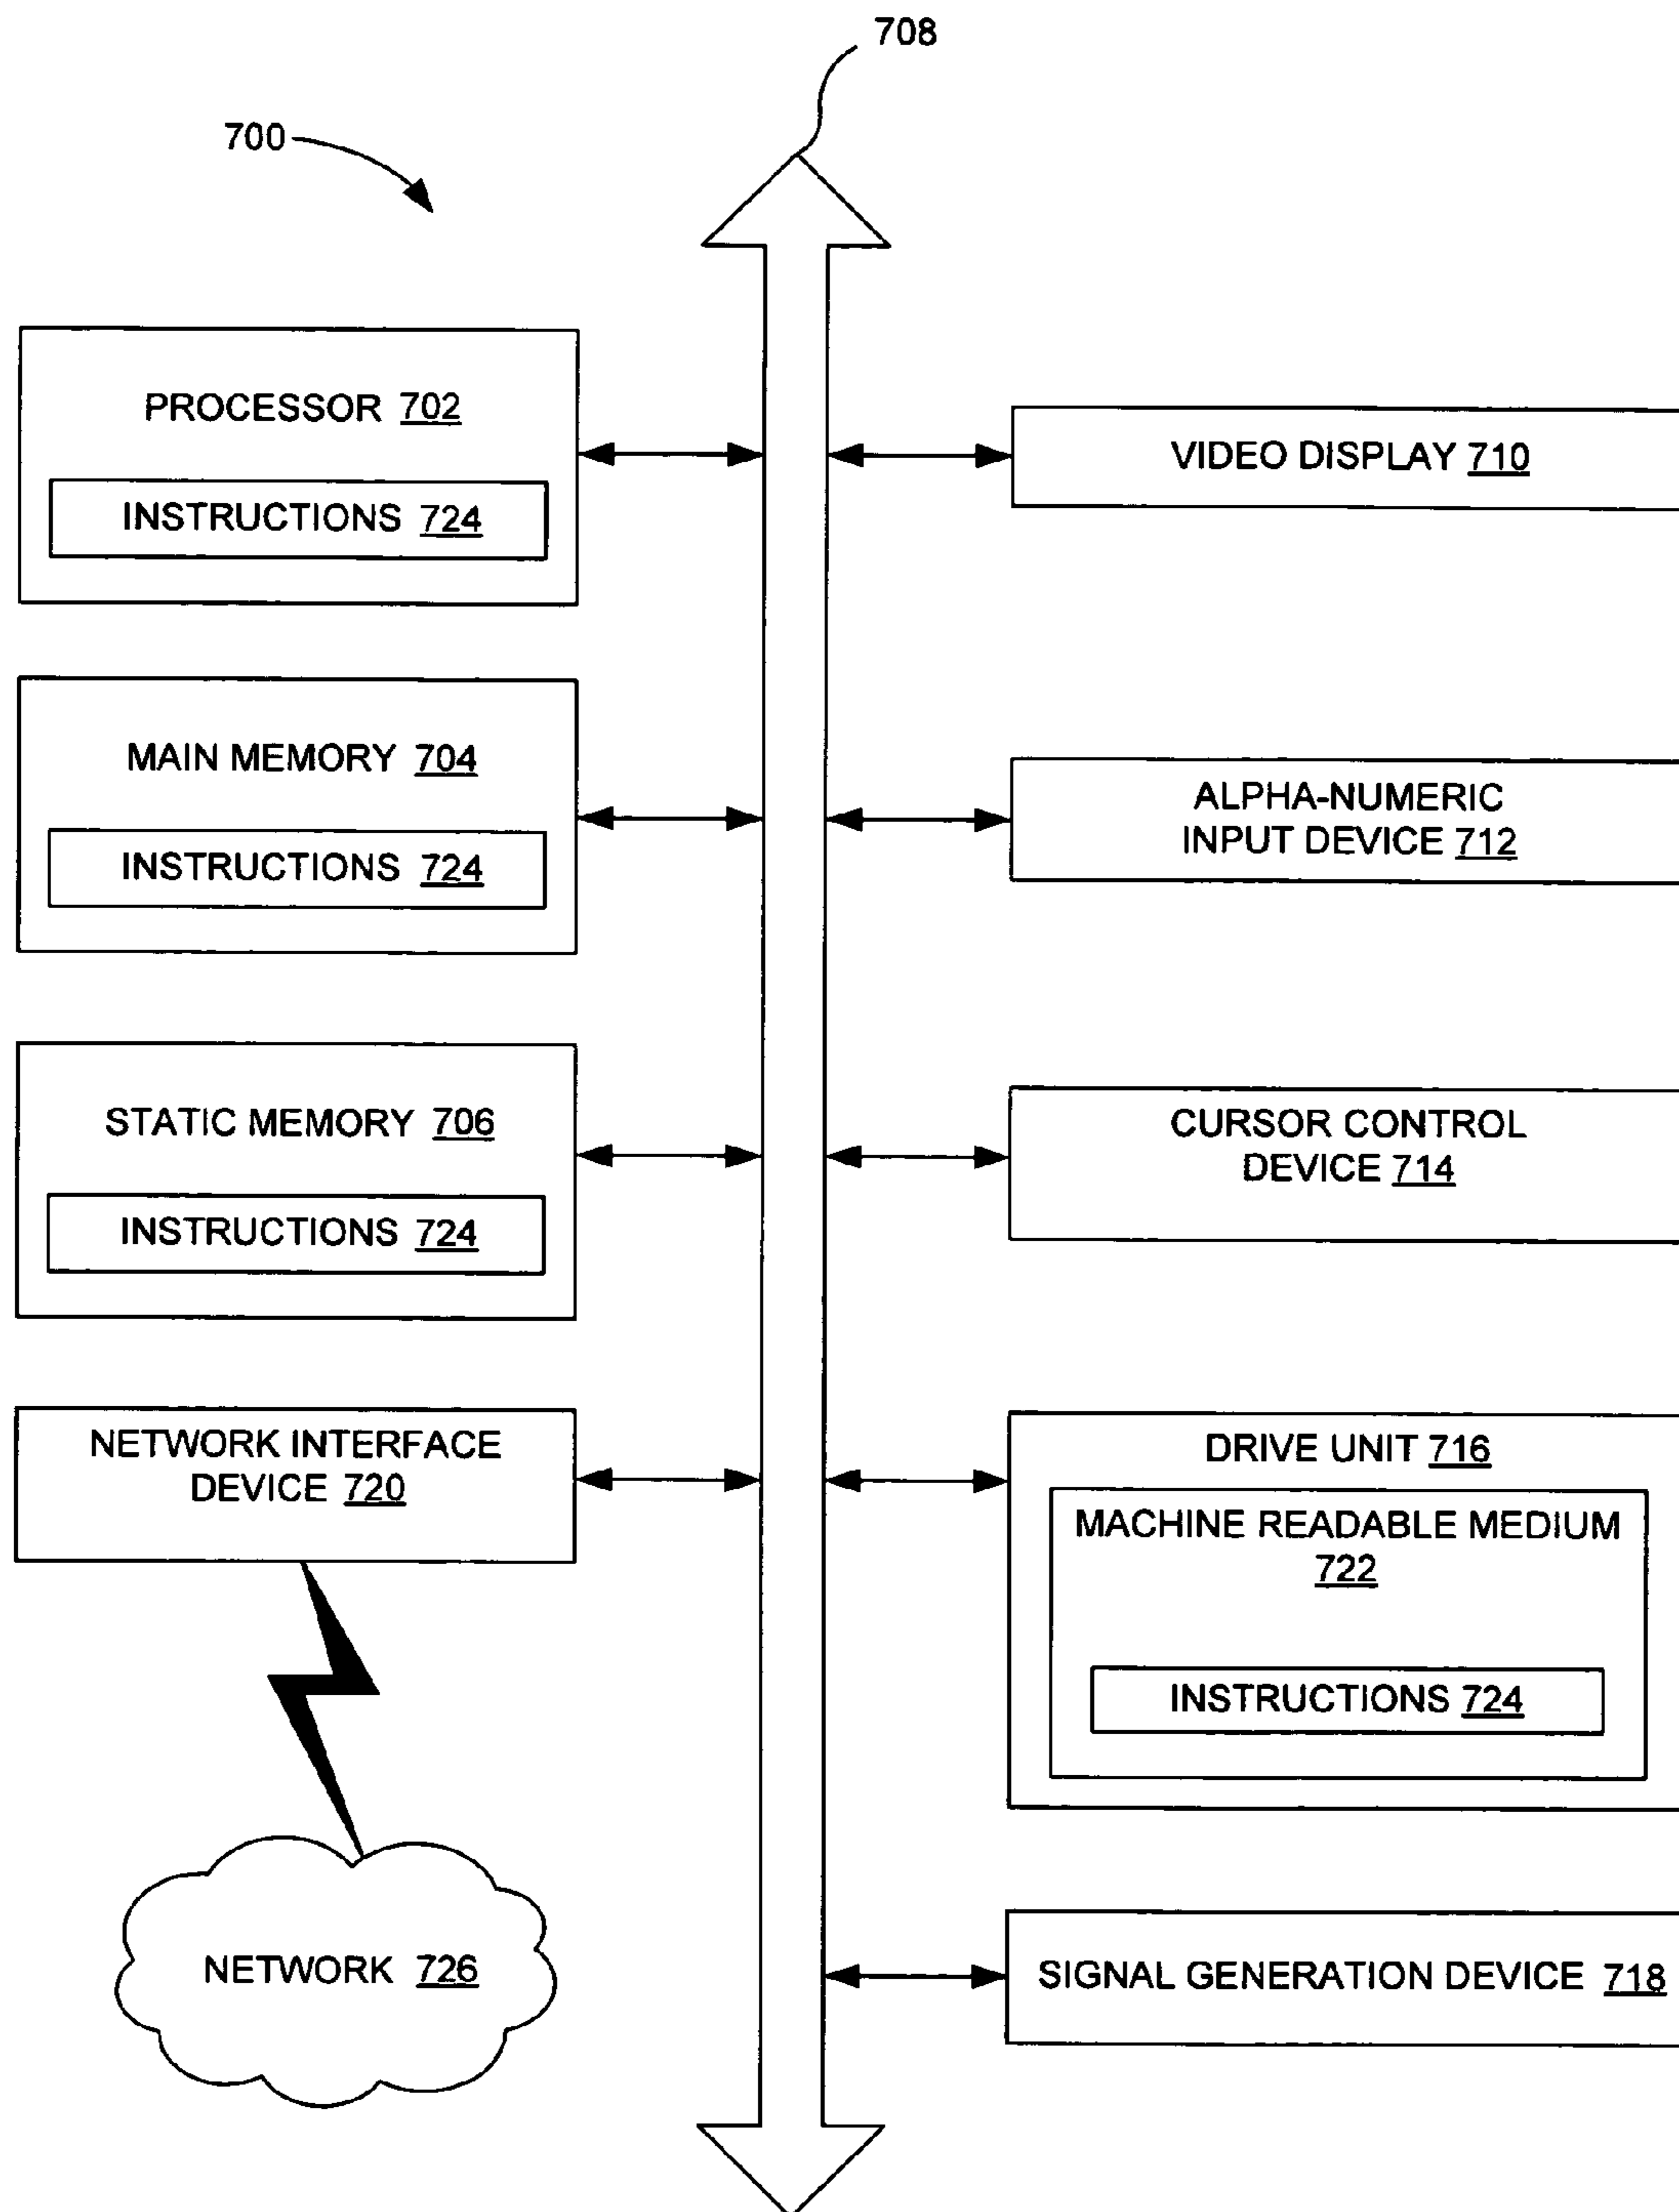 708
700
PROCESSOR 702
INSTRUCTIONS 724
MAIN MEMORY 704
INSTRUCTIONS 724
STATIC MEMORY 706
INSTRUCTIONS 724
NETWORK INTERFACE
DEVICE 720
NETWORK 726
VIDEO DISPLAY 710
ALPHA-NUMERIC
INPUT DEVICE 712
CURSOR CONTROL
DEVICE 714
DRIVE UNIT 716
MACHINE READABLE MEDIUM
722
INSTRUCTIONS 724
SIGNAL GENERATION DEVICE 718